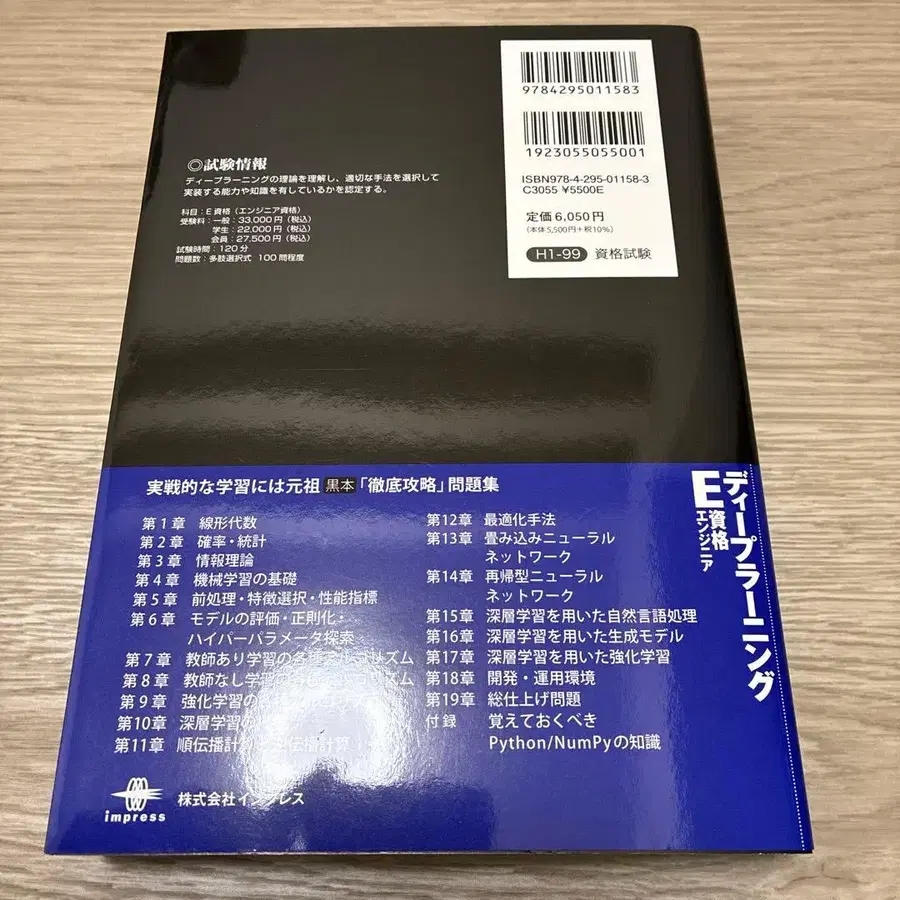 9784295011583
1923055055001
ISBN978-4-295-01158-3
C3055 ¥5500E
定価6,050円
(本体5,500円+税10%)
H1-99 資格試験
◎試験情報
ディープラーニングの理論を理解し、適切な手法を選択して
実装する能力や知識を有しているかを認定する。
科目:E資格(エンジニア資格)
受験料:一般:33,000円(税込)
学生:22,000円(税込)
会員:27,500円(税込)
試験時間:120分
問題数:多肢選択式 100問程度
実戦的な学習には元祖 黒本「徹底攻略」問題集
第1章 線形代数
第2章 確率・統計
第3章 情報理論
第4章 機械学習の基礎
第5章 前処理・特徴選択・性能指標
第6章 モデルの評価・正則化・
ハイパーパラメータ探索
第7章 教師あり学習の各種アルゴリズム
第8章 教師なし学習の ゴリズム
第9章 強化学習の
第10章 深層学習の
第11章 順伝播計算と逆伝播計算
第12章 最適化手法
第13章 畳み込みニューラル
ネットワーク
第14章 再帰型ニューラル
ネットワーク
第15章 深層学習を用いた自然言語処理
第16章 深層学習を用いた生成モデル
第17章 深層学習を用いた強化学習
第18章 開発・運用環境
第19章 総仕上げ問題
付録 覚えておくべき
Python/NumPyの知識
impress
株式会社インプレス
ディープラーニング
E資格
エンジニア